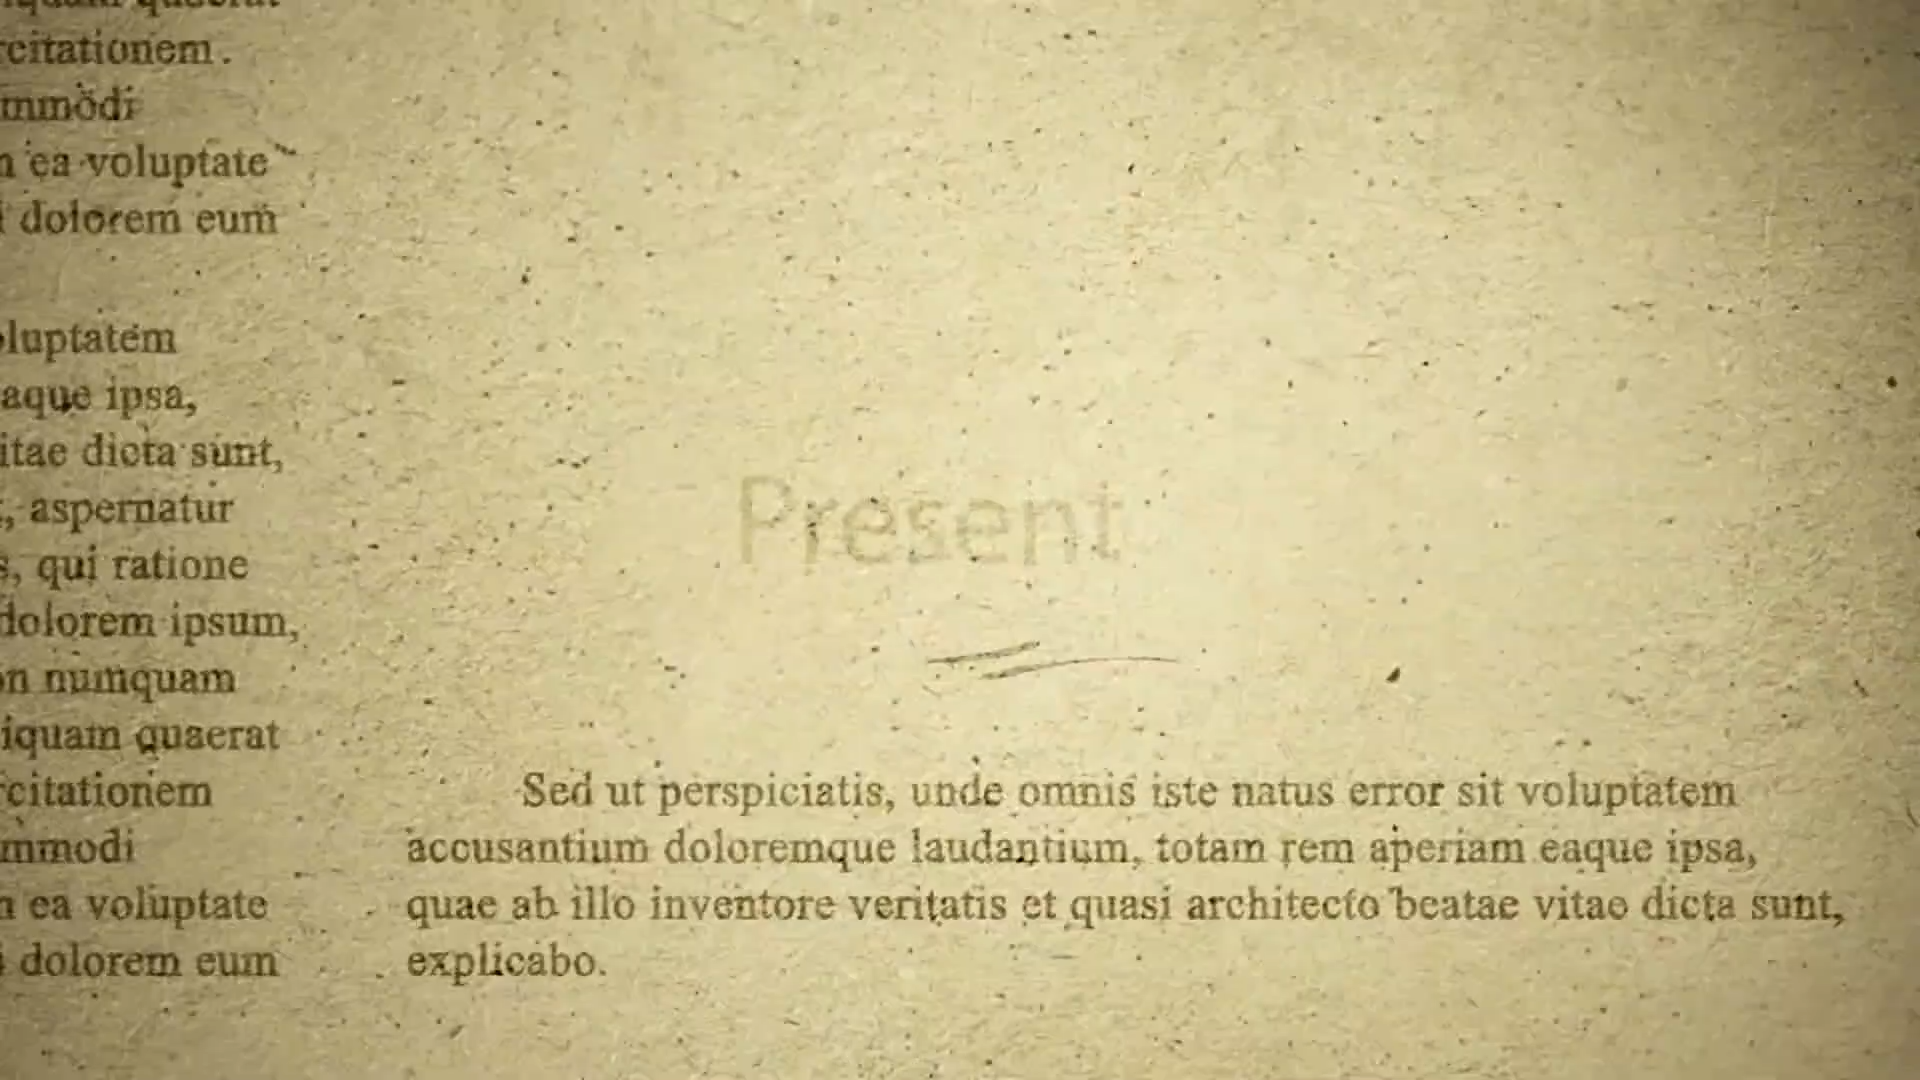 rcitationem.
mmodi
ea voluptate
dolorem eum
luptatem
aque ipsa,
itae dicta sunt,
, aspernatur
s, qui ratione
dolorem ipsum,
on numquam
iquam quaerat
rcitationem
mmodi
ea voluptate
dolorem eum
Present
Sed ut perspiciatis, unde omnis iste natus error sit voluptatem
accusantium doloremque laudantium, totam rem aperiam eaque ipsa,
quae ab illo inventore veritatis et quasi architecto beatae vitae dicta sunt,
explicabo.